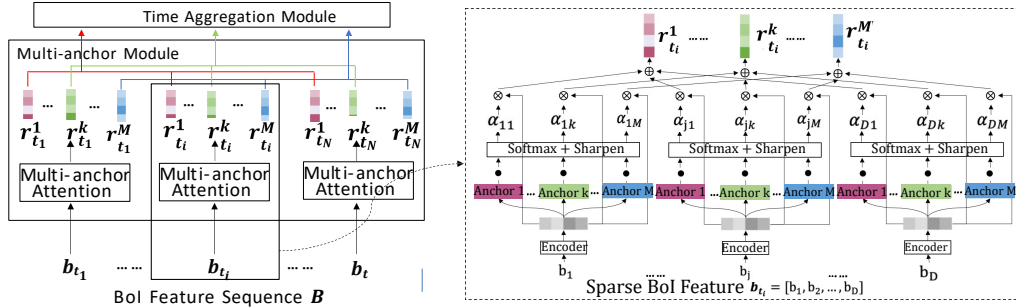 Time Aggregation Module
Multi-anchor Module
r^1_{t_1} ... r^k_{t_1} ... r^M_{t_1} r^1_{t_i} ... r^k_{t_i} ... r^M_{t_i} r^1_{t_N} ... r^k_{t_N} ... r^M_{t_N}
Multi-anchor Attention
Multi-anchor Attention
Multi-anchor Attention
b_{t_1} ...... b_{t_i} ...... b_t
BoI Feature Sequence B
r^1_{t_i} ...... r^k_{t_i} ...... r^M_{t_i}
α_{11} α_{1k} α_{1M} α_{j1} α_{jk} α_{jM} α_{D1} α_{Dk} α_{DM}
Softmax + Sharpen Softmax + Sharpen Softmax + Sharpen
Anchor 1 ... Anchor k ... Anchor M Anchor 1 ... Anchor k ... Anchor M Anchor 1 ... Anchor k ... Anchor M
Encoder Encoder Encoder
b_1 ...... b_j ...... b_D
Sparse BoI Feature b_{t_i} = [b_1, b_2, ..., b_D]